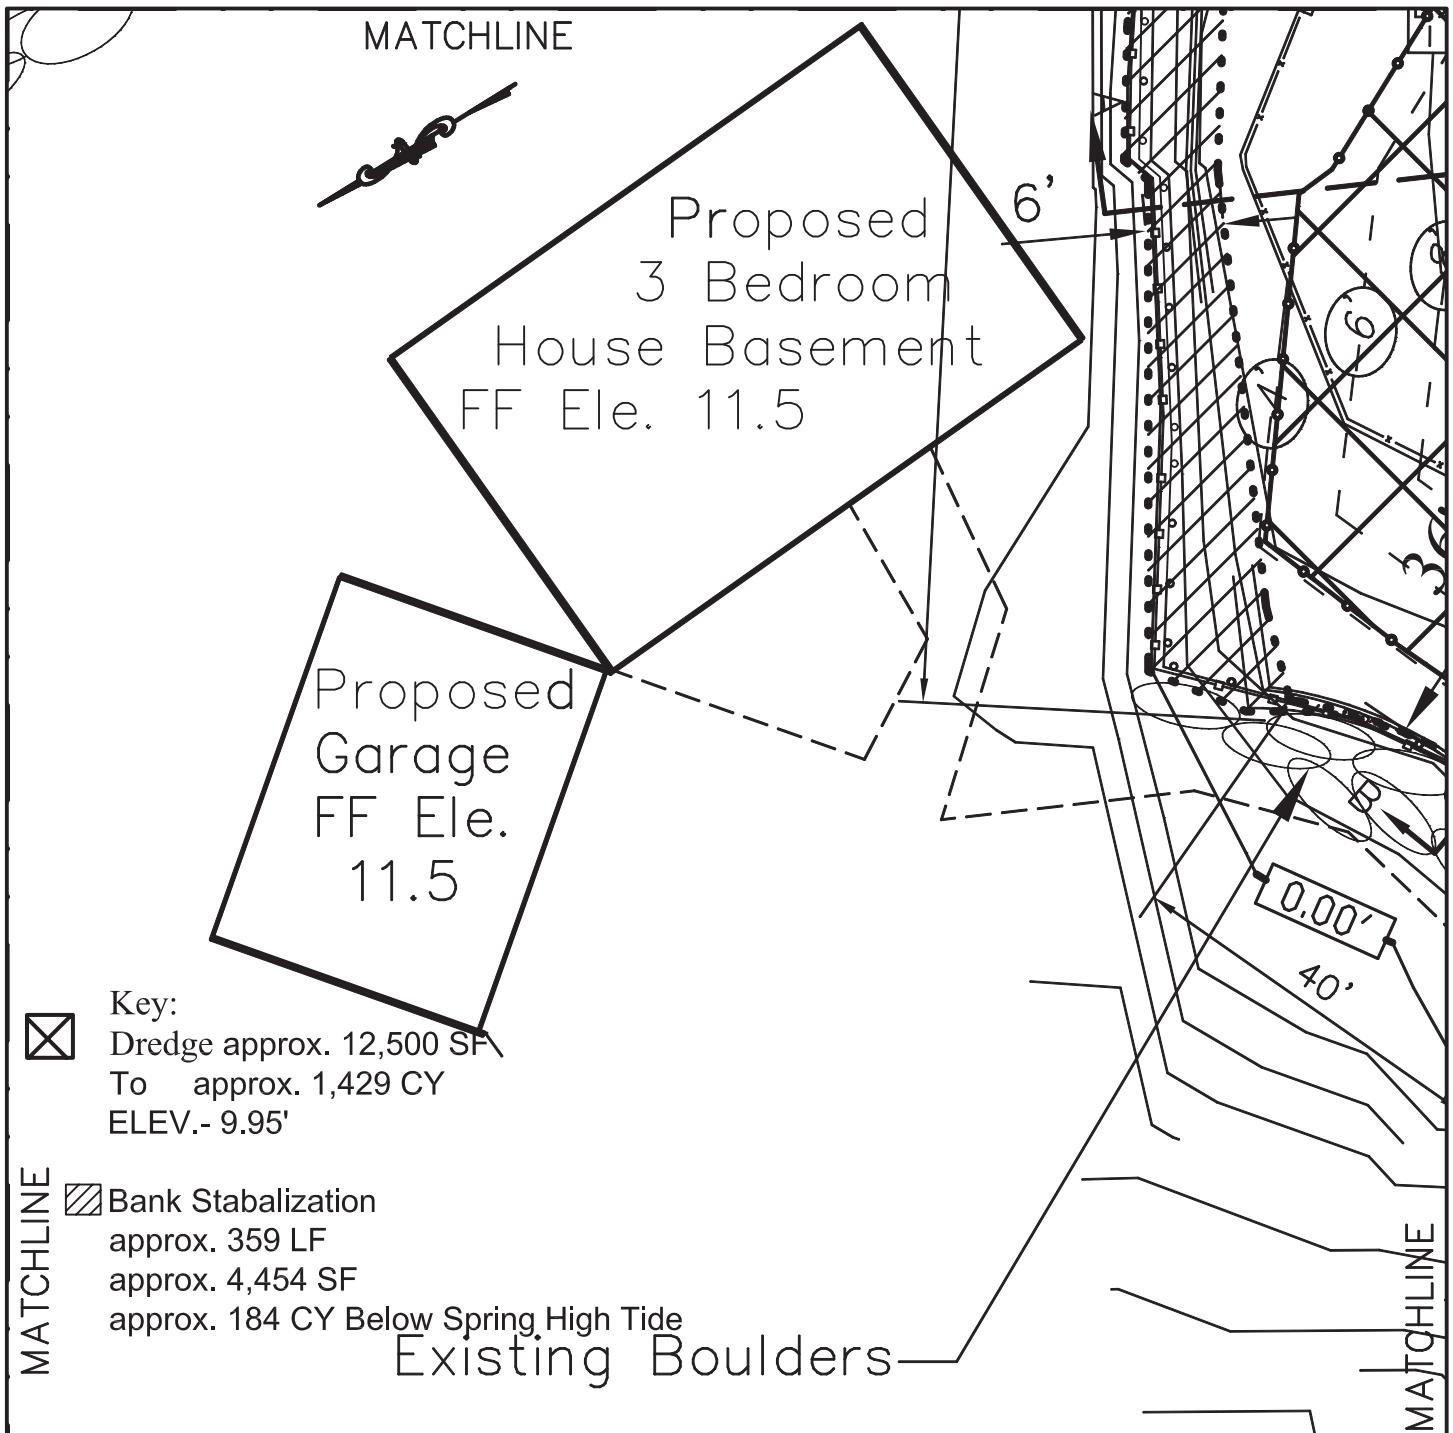 MATCHLINE
Proposed
3 Bedroom
House Basement
FF Ele. 11.5
6'
A
6
Proposed
Garage
FF Ele.
11.5
B
0.00'
40'
Key:
Dredge approx. 12,500 SF
To approx. 1,429 CY
ELEV.- 9.95'
Bank Stabalization
approx. 359 LF
approx. 4,454 SF
approx. 184 CY Below Spring High Tide
Existing Boulders
MATCHLINE
MATCHLINE